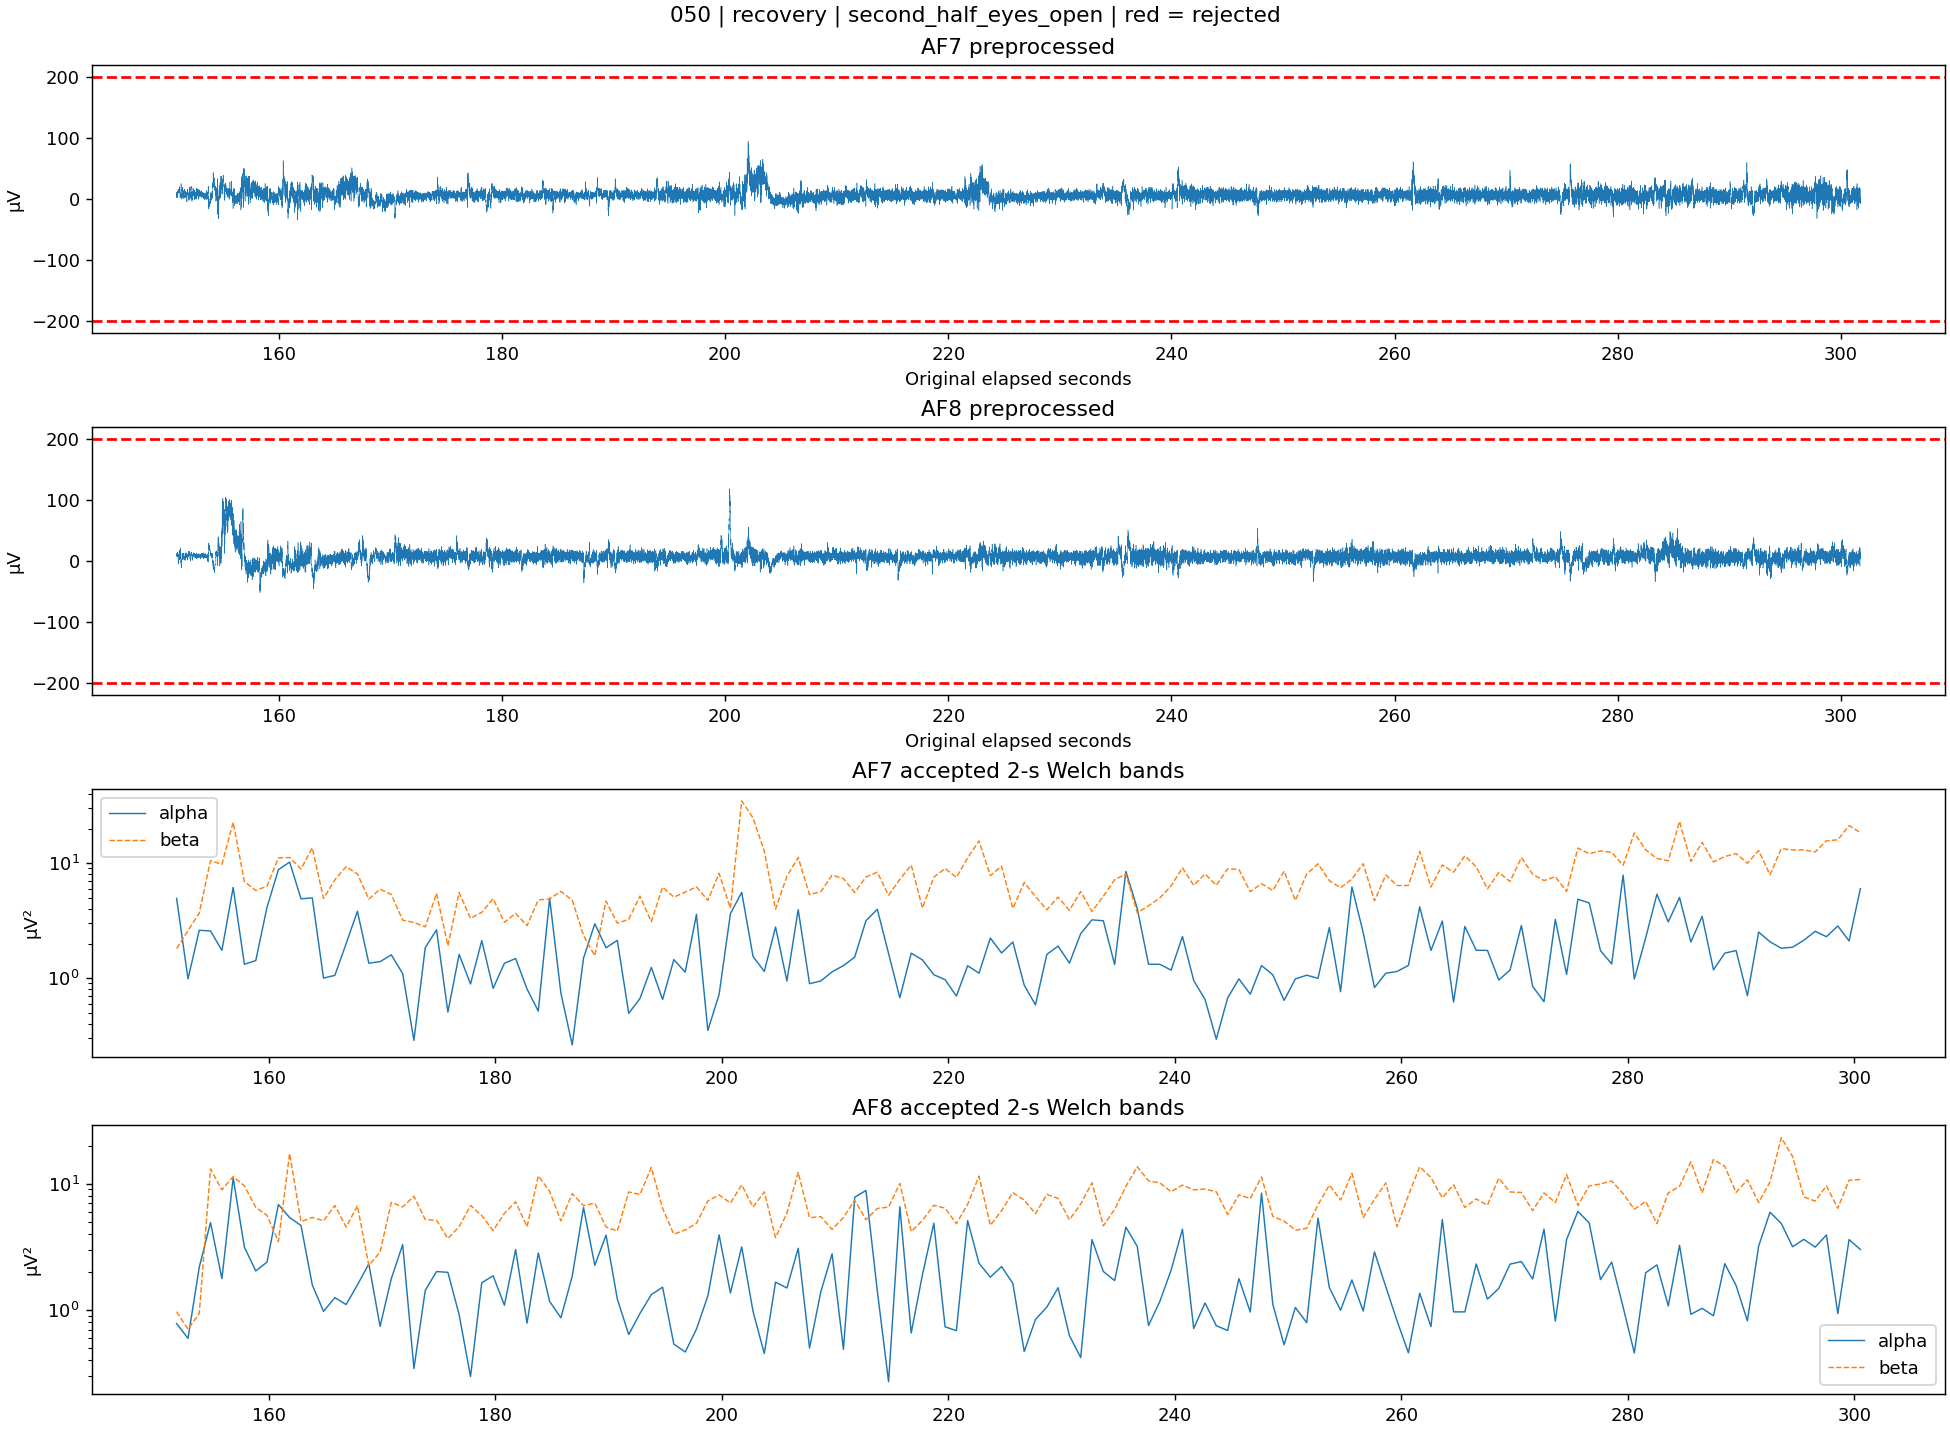 050 | recovery | second_half_eyes_open | red = rejected
AF7 preprocessed
200
100
0
−100
−200
µV
160 180 200 220 240 260 280 300
Original elapsed seconds
AF8 preprocessed
200
100
0
−100
−200
µV
160 180 200 220 240 260 280 300
Original elapsed seconds
AF7 accepted 2-s Welch bands
alpha
beta
10¹
10⁰
µV²
160 180 200 220 240 260 280 300
AF8 accepted 2-s Welch bands
10¹
10⁰
µV²
alpha
beta
160 180 200 220 240 260 280 300